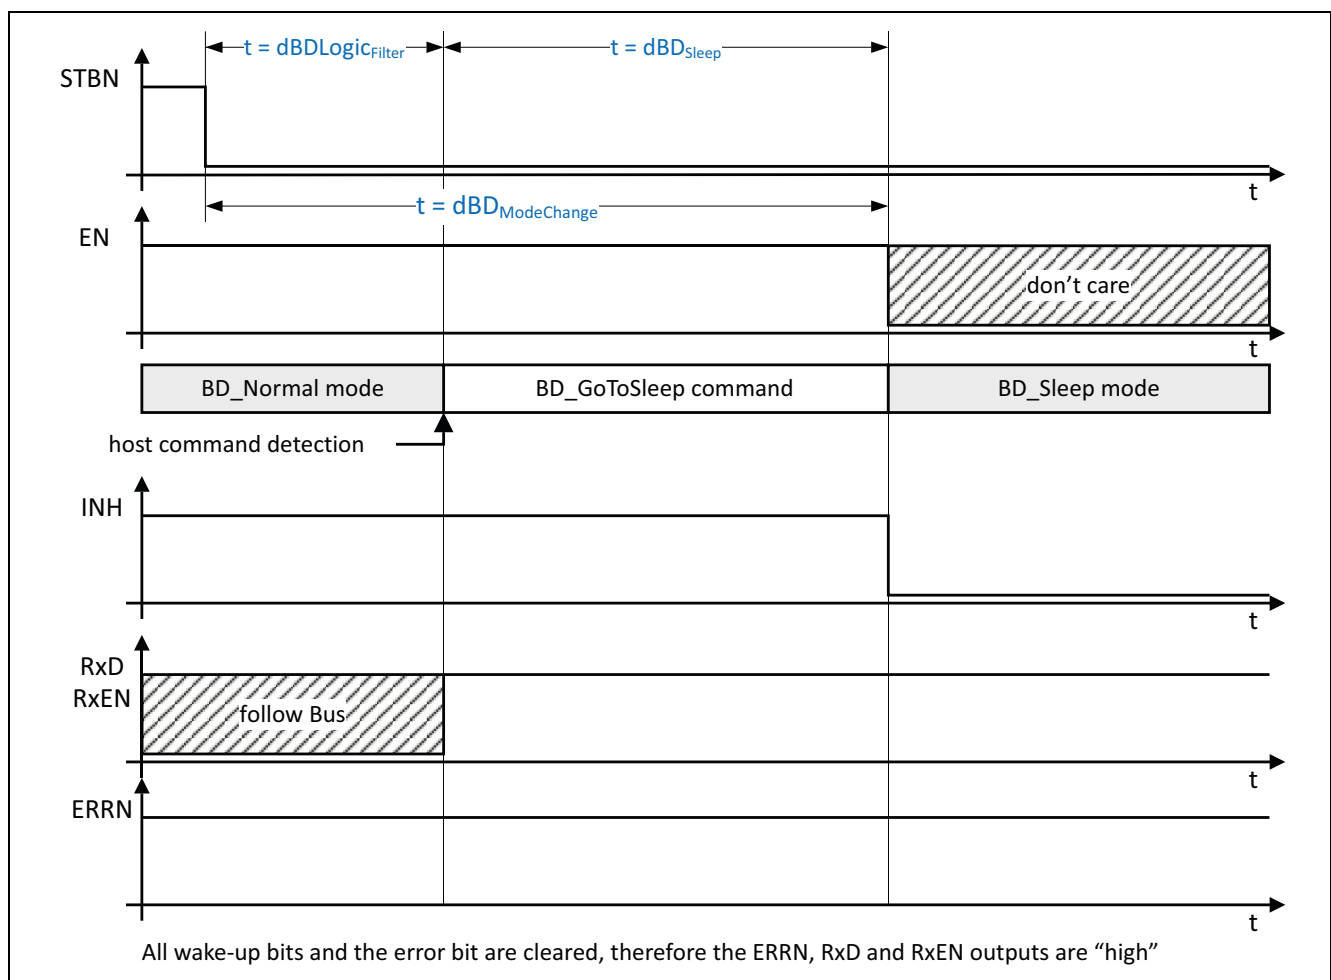 t = dBDLogicFilter
t = dBDSleep
STBN
t
t = dBDModeChange
EN
don’t care
t
BD_Normal mode
BD_GoToSleep command
BD_Sleep mode
host command detection
INH
t
RxD
RxEN
follow Bus
t
ERRN
t
All wake-up bits and the error bit are cleared, therefore the ERRN, RxD and RxEN outputs are “high”